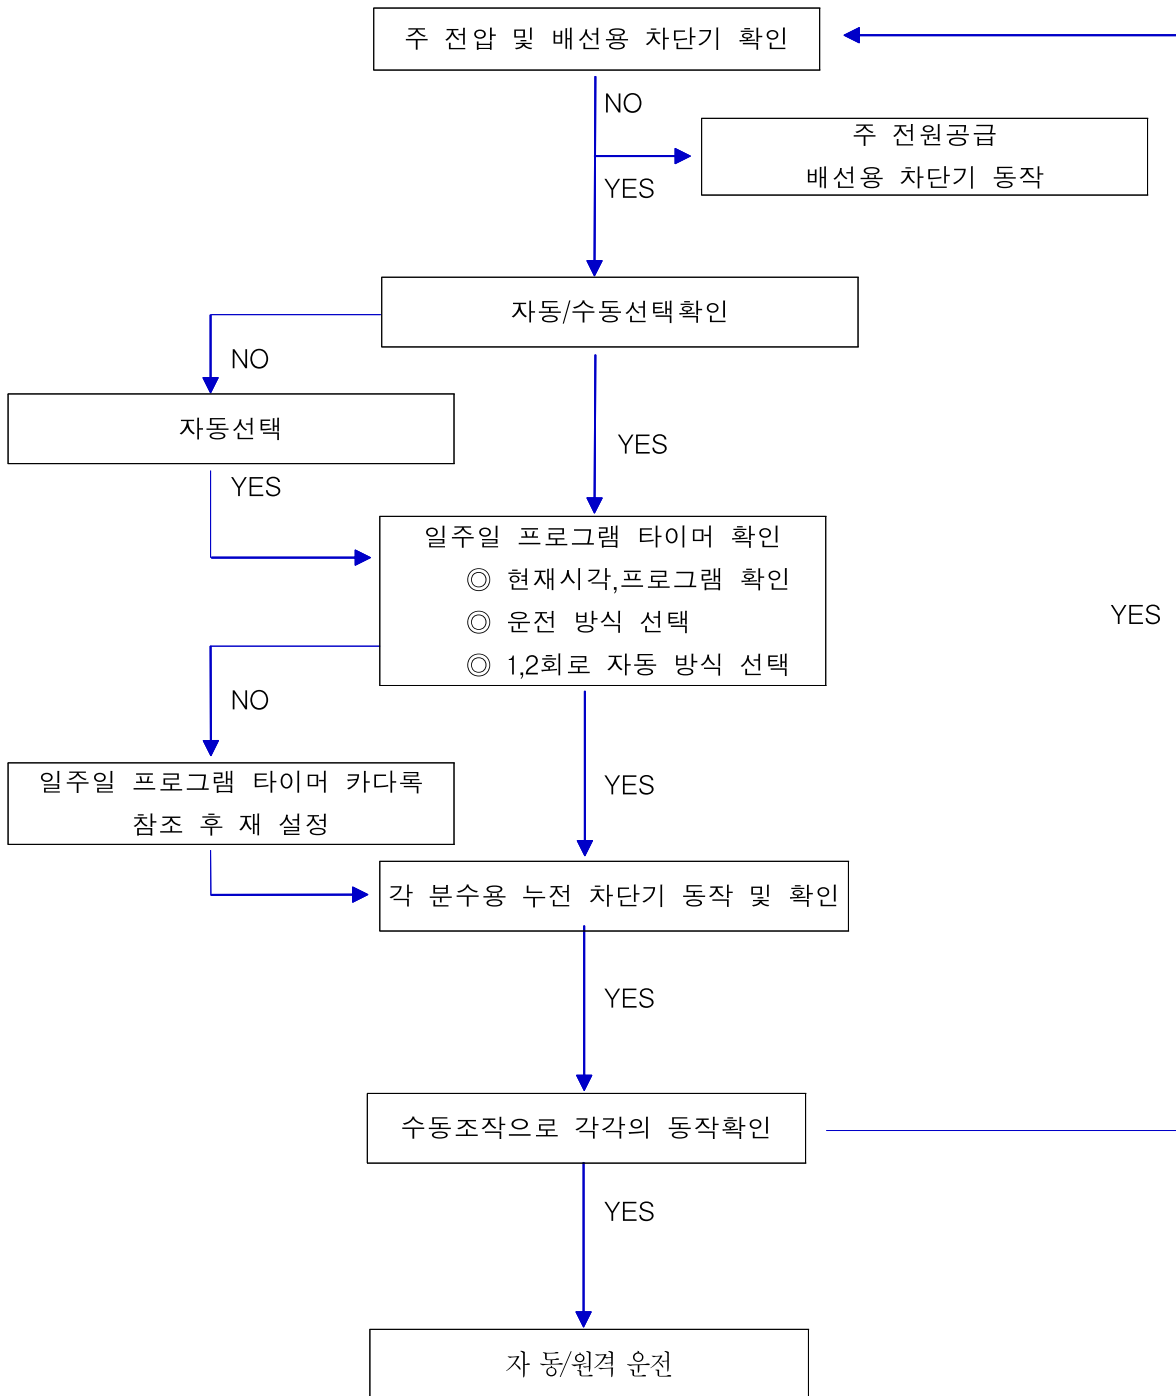 주 전압 및 배선용 차단기 확인
NO
주 전원공급
배선용 차단기 동작
YES
자동/수동선택확인
NO
자동선택
YES
YES
일주일 프로그램 타이머 확인
◎ 현재시각,프로그램 확인
◎ 운전 방식 선택
◎ 1,2회로 자동 방식 선택
YES
NO
일주일 프로그램 타이머 카다록
참조 후 재 설정
YES
각 분수용 누전 차단기 동작 및 확인
YES
수동조작으로 각각의 동작확인
YES
자 동/원격 운전